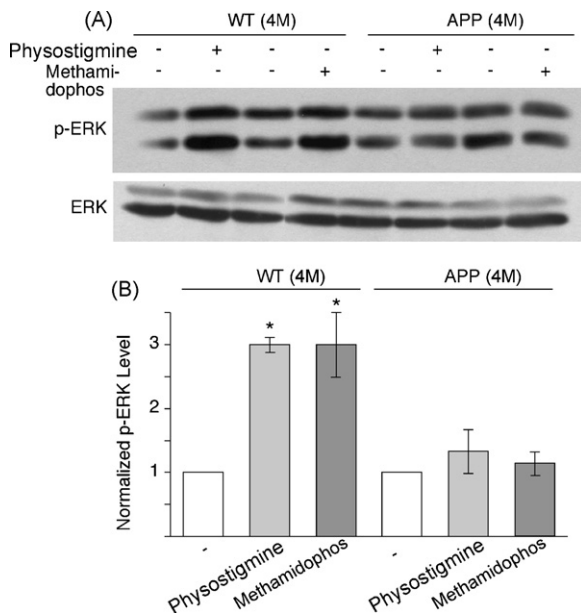 (A) WT (4M) APP (4M)
Physostigmine - + - - - + - -
Methami-
dophos - - - + - - - +
p-ERK
ERK
(B) WT (4M) APP (4M)
* *
Normalized p-ERK Level
3
2
1
- Physostigmine Methamidophos - Physostigmine Methamidophos